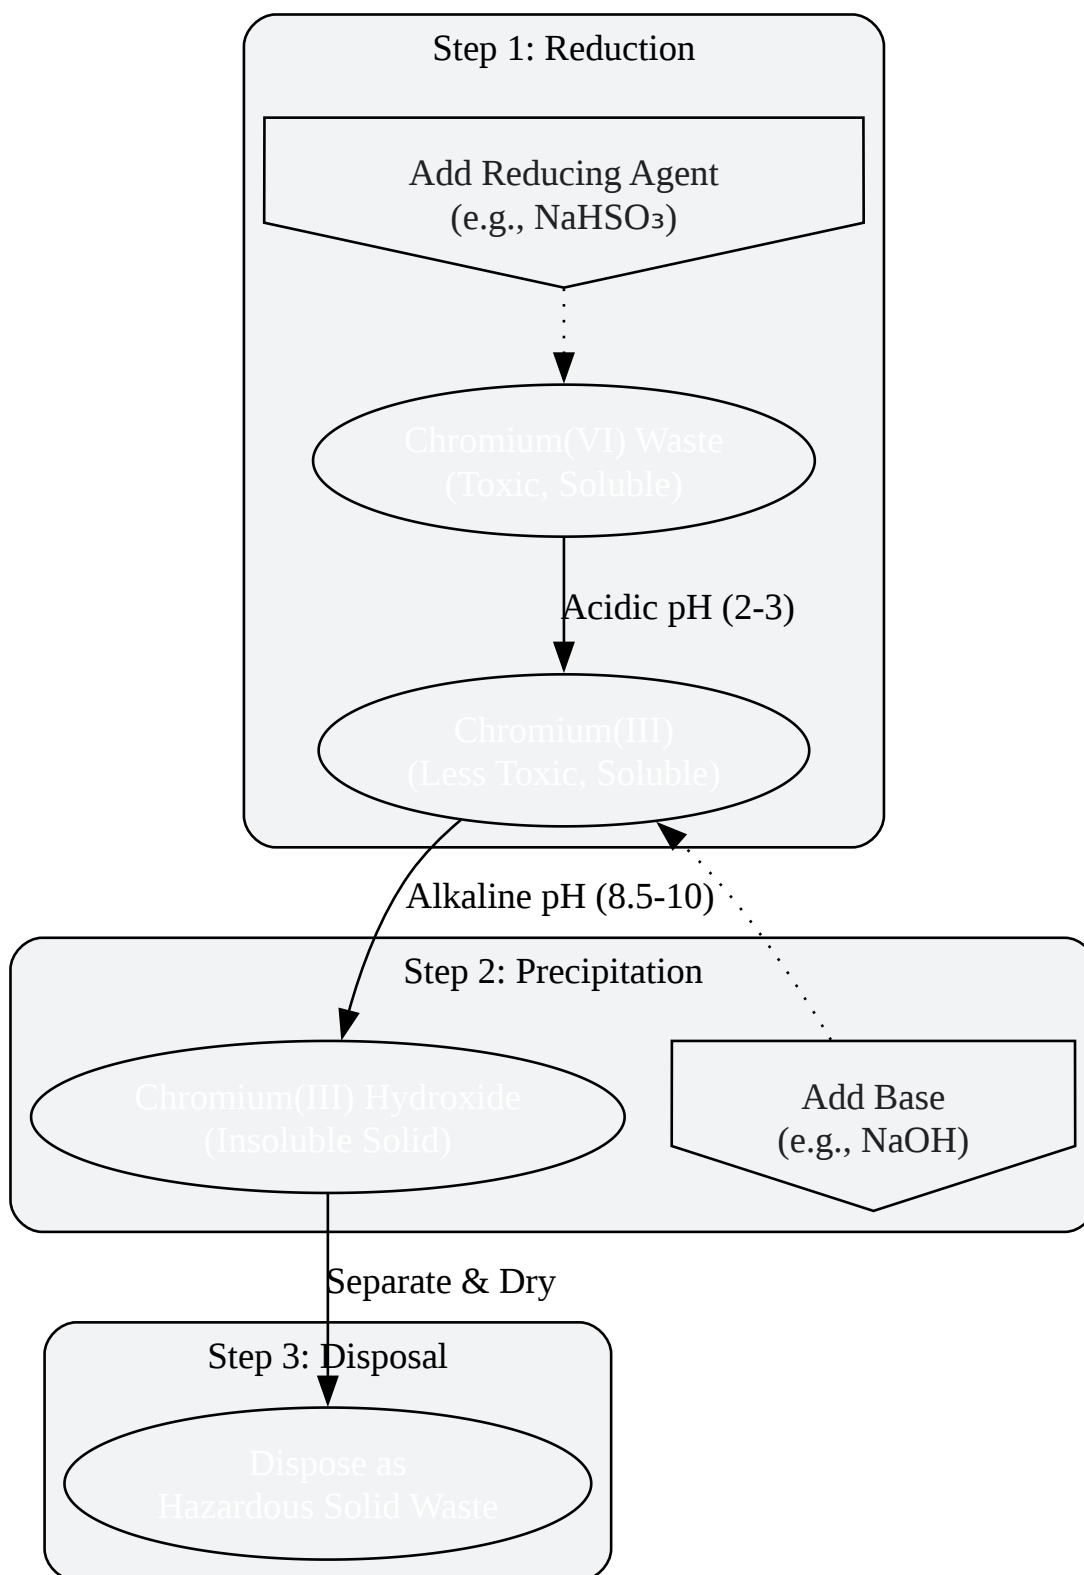 Step 1: Reduction
Add Reducing Agent
(e.g., NaHSO₃)
Chromium(VI) Waste
(Toxic, Soluble)
Acidic pH (2-3)
Chromium(III)
(Less Toxic, Soluble)
Alkaline pH (8.5-10)
Step 2: Precipitation
Chromium(III) Hydroxide
(Insoluble Solid)
Add Base
(e.g., NaOH)
Separate & Dry
Step 3: Disposal
Dispose as
Hazardous Solid Waste